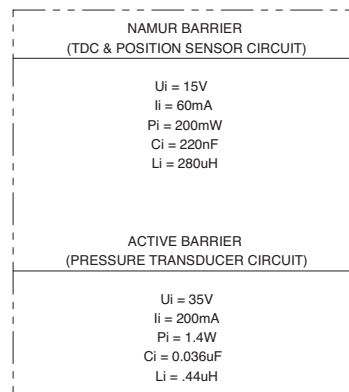 NAMUR BARRIER
(TDC & POSITION SENSOR CIRCUIT)
Ui = 15V
Ii = 60mA
Pi = 200mW
Ci = 220nF
Li = 280uH
ACTIVE BARRIER
(PRESSURE TRANSDUCER CIRCUIT)
Ui = 35V
Ii = 200mA
Pi = 1.4W
Ci = 0.036uF
Li = .44uH